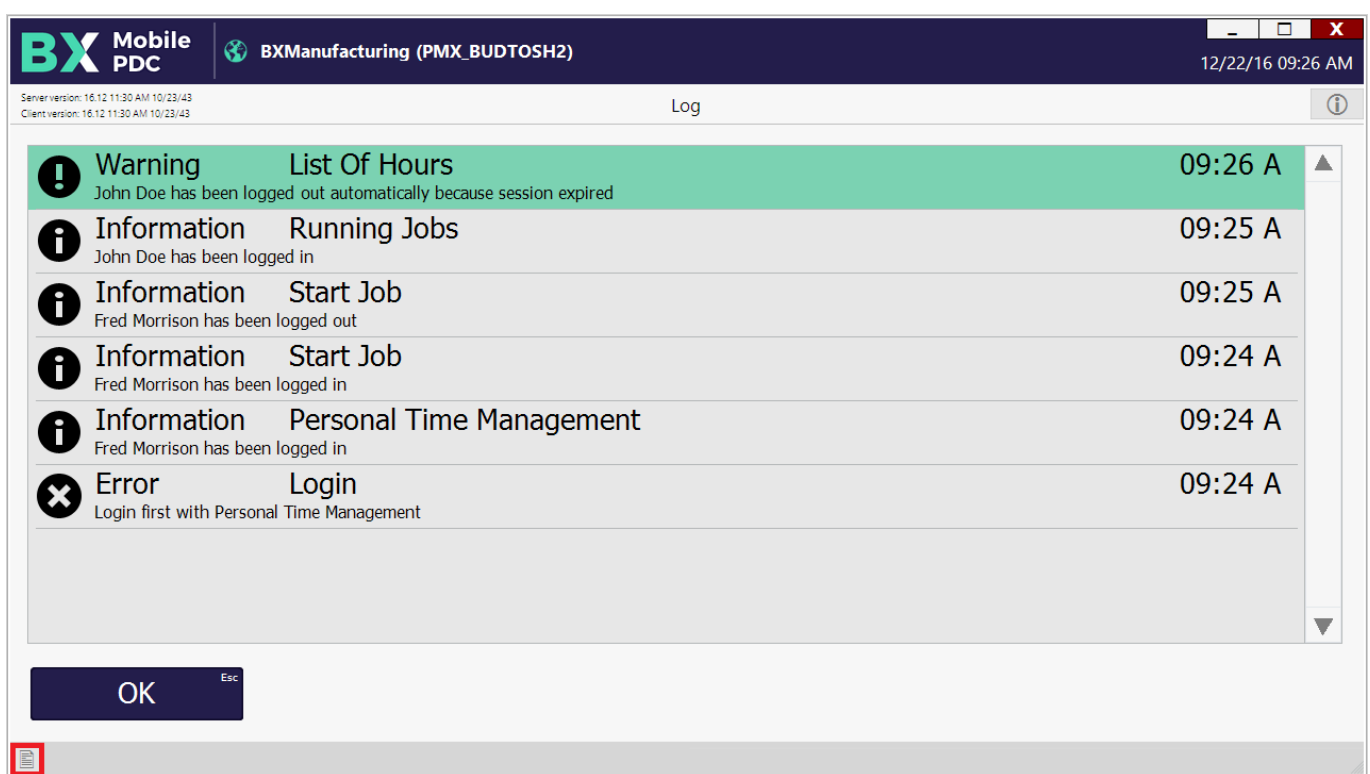 BX Mobile PDC BXManufacturing (PMX_BUDTOSH2)
X
12/22/16 09:26 AM
Server version: 16.12 11:30 AM 10/23/43
Client version: 16.12 11:30 AM 10/23/43
Log
Warning List Of Hours 09:26 A
John Doe has been logged out automatically because session expired
Information Running Jobs 09:25 A
John Doe has been logged in
Information Start Job 09:25 A
Fred Morrison has been logged out
Information Start Job 09:24 A
Fred Morrison has been logged in
Information Personal Time Management 09:24 A
Fred Morrison has been logged in
Error Login 09:24 A
Login first with Personal Time Management
OK Esc